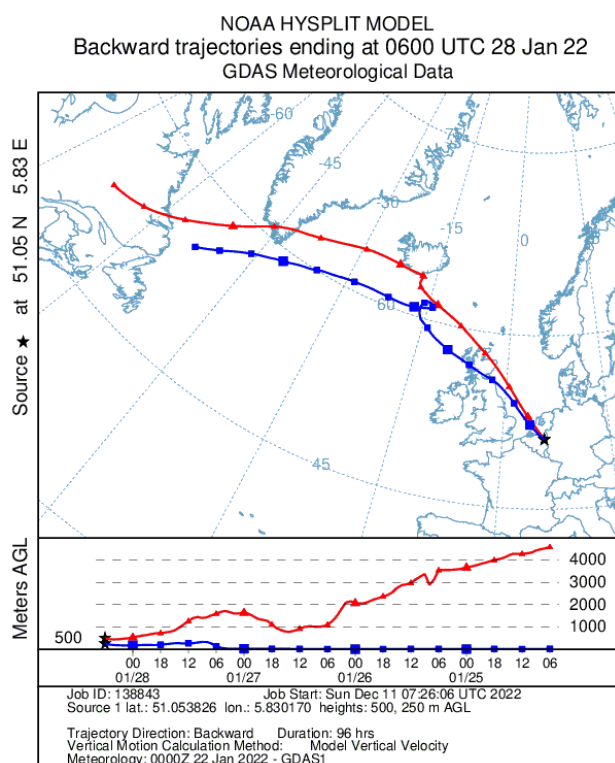 NOAA HYSPLIT MODEL
Backward trajectories ending at 0600 UTC 28 Jan 22
GDAS Meteorological Data
Source ★ at 51.05 N 5.83 E
-60
-75
-45
-30
-15
0
60
45
Meters AGL
500
4000
3000
2000
1000
00 18 12 06 00 18 12 06 00 18 12 06 00 18 12 06
01/28 01/27 01/26 01/25
Job ID: 138843 Job Start: Sun Dec 11 07:26:06 UTC 2022
Source 1 lat.: 51.053826 lon.: 5.830170 heights: 500, 250 m AGL
Trajectory Direction: Backward Duration: 96 hrs
Vertical Motion Calculation Method: Model Vertical Velocity
Meteorology: 0000Z 22 Jan 2022 - GDAS1